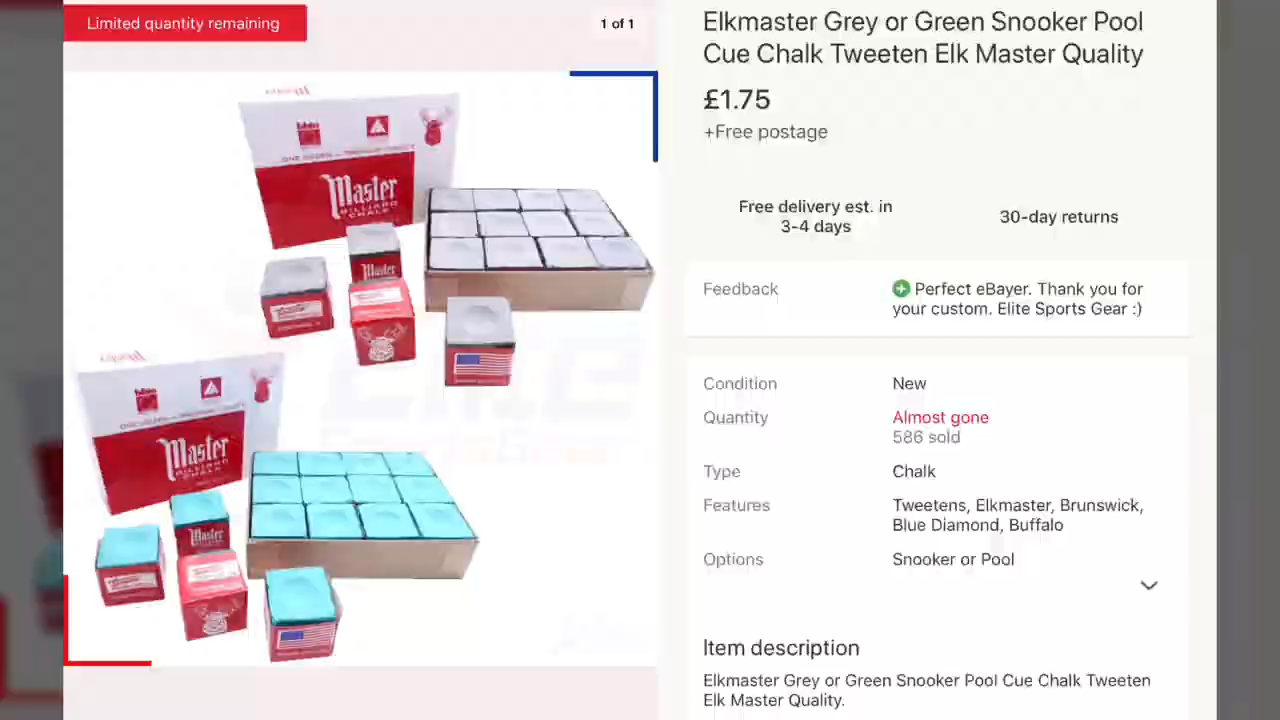 Limited quantity remaining
1 of 1
Master
BILLIARD
CHALK
Master
Master
BILLIARD
CHALK
Master
Elkmaster Grey or Green Snooker Pool
Cue Chalk Tweeten Elk Master Quality
£1.75
+Free postage
Free delivery est. in
3-4 days
30-day returns
Feedback
Perfect eBayer. Thank you for
your custom. Elite Sports Gear :)
Condition
New
Quantity
Almost gone
586 sold
Type
Chalk
Features
Tweetens, Elkmaster, Brunswick,
Blue Diamond, Buffalo
Options
Snooker or Pool
Item description
Elkmaster Grey or Green Snooker Pool Cue Chalk Tweeten
Elk Master Quality.